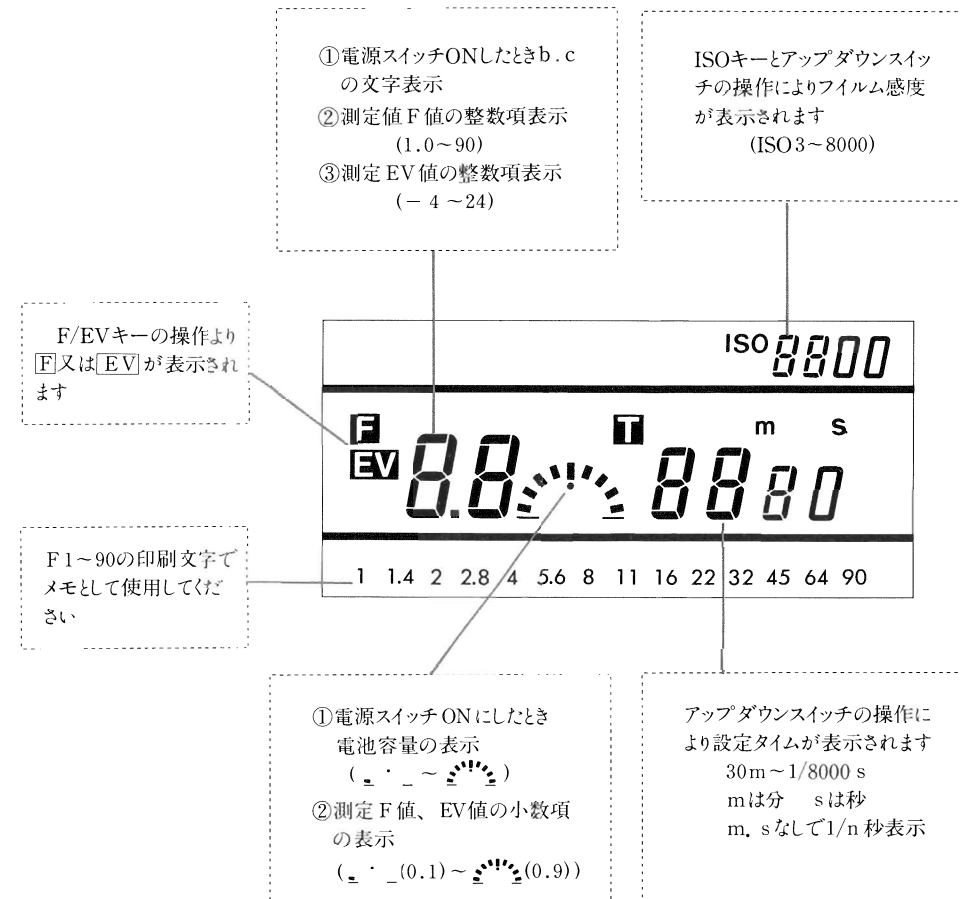 ①電源スイッチONしたときb.c
の文字表示
②測定値F値の整数項表示
(1.0~90)
③測定EV値の整数項表示
(-4~24)
ISOキーとアップダウンスイッ
チの操作によりフイルム感度
が表示されます
(ISO3~8000)
F/EVキーの操作より
F又はEVが表示され
ます
ISO 8800
F
EV 8.8
T m s
88 80
F1~90の印刷文字で
メモとして使用してくだ
さい
1 1.4 2 2.8 4 5.6 8 11 16 22 32 45 64 90
①電源スイッチONにしたとき
電池容量の表示
( ~ )
②測定F値、EV値の小数項
の表示
( (0.1)~ (0.9))
アップダウンスイッチの操作に
より設定タイムが表示されます
30m~1/8000 s
mは分 sは秒
m. sなしで1/n秒表示